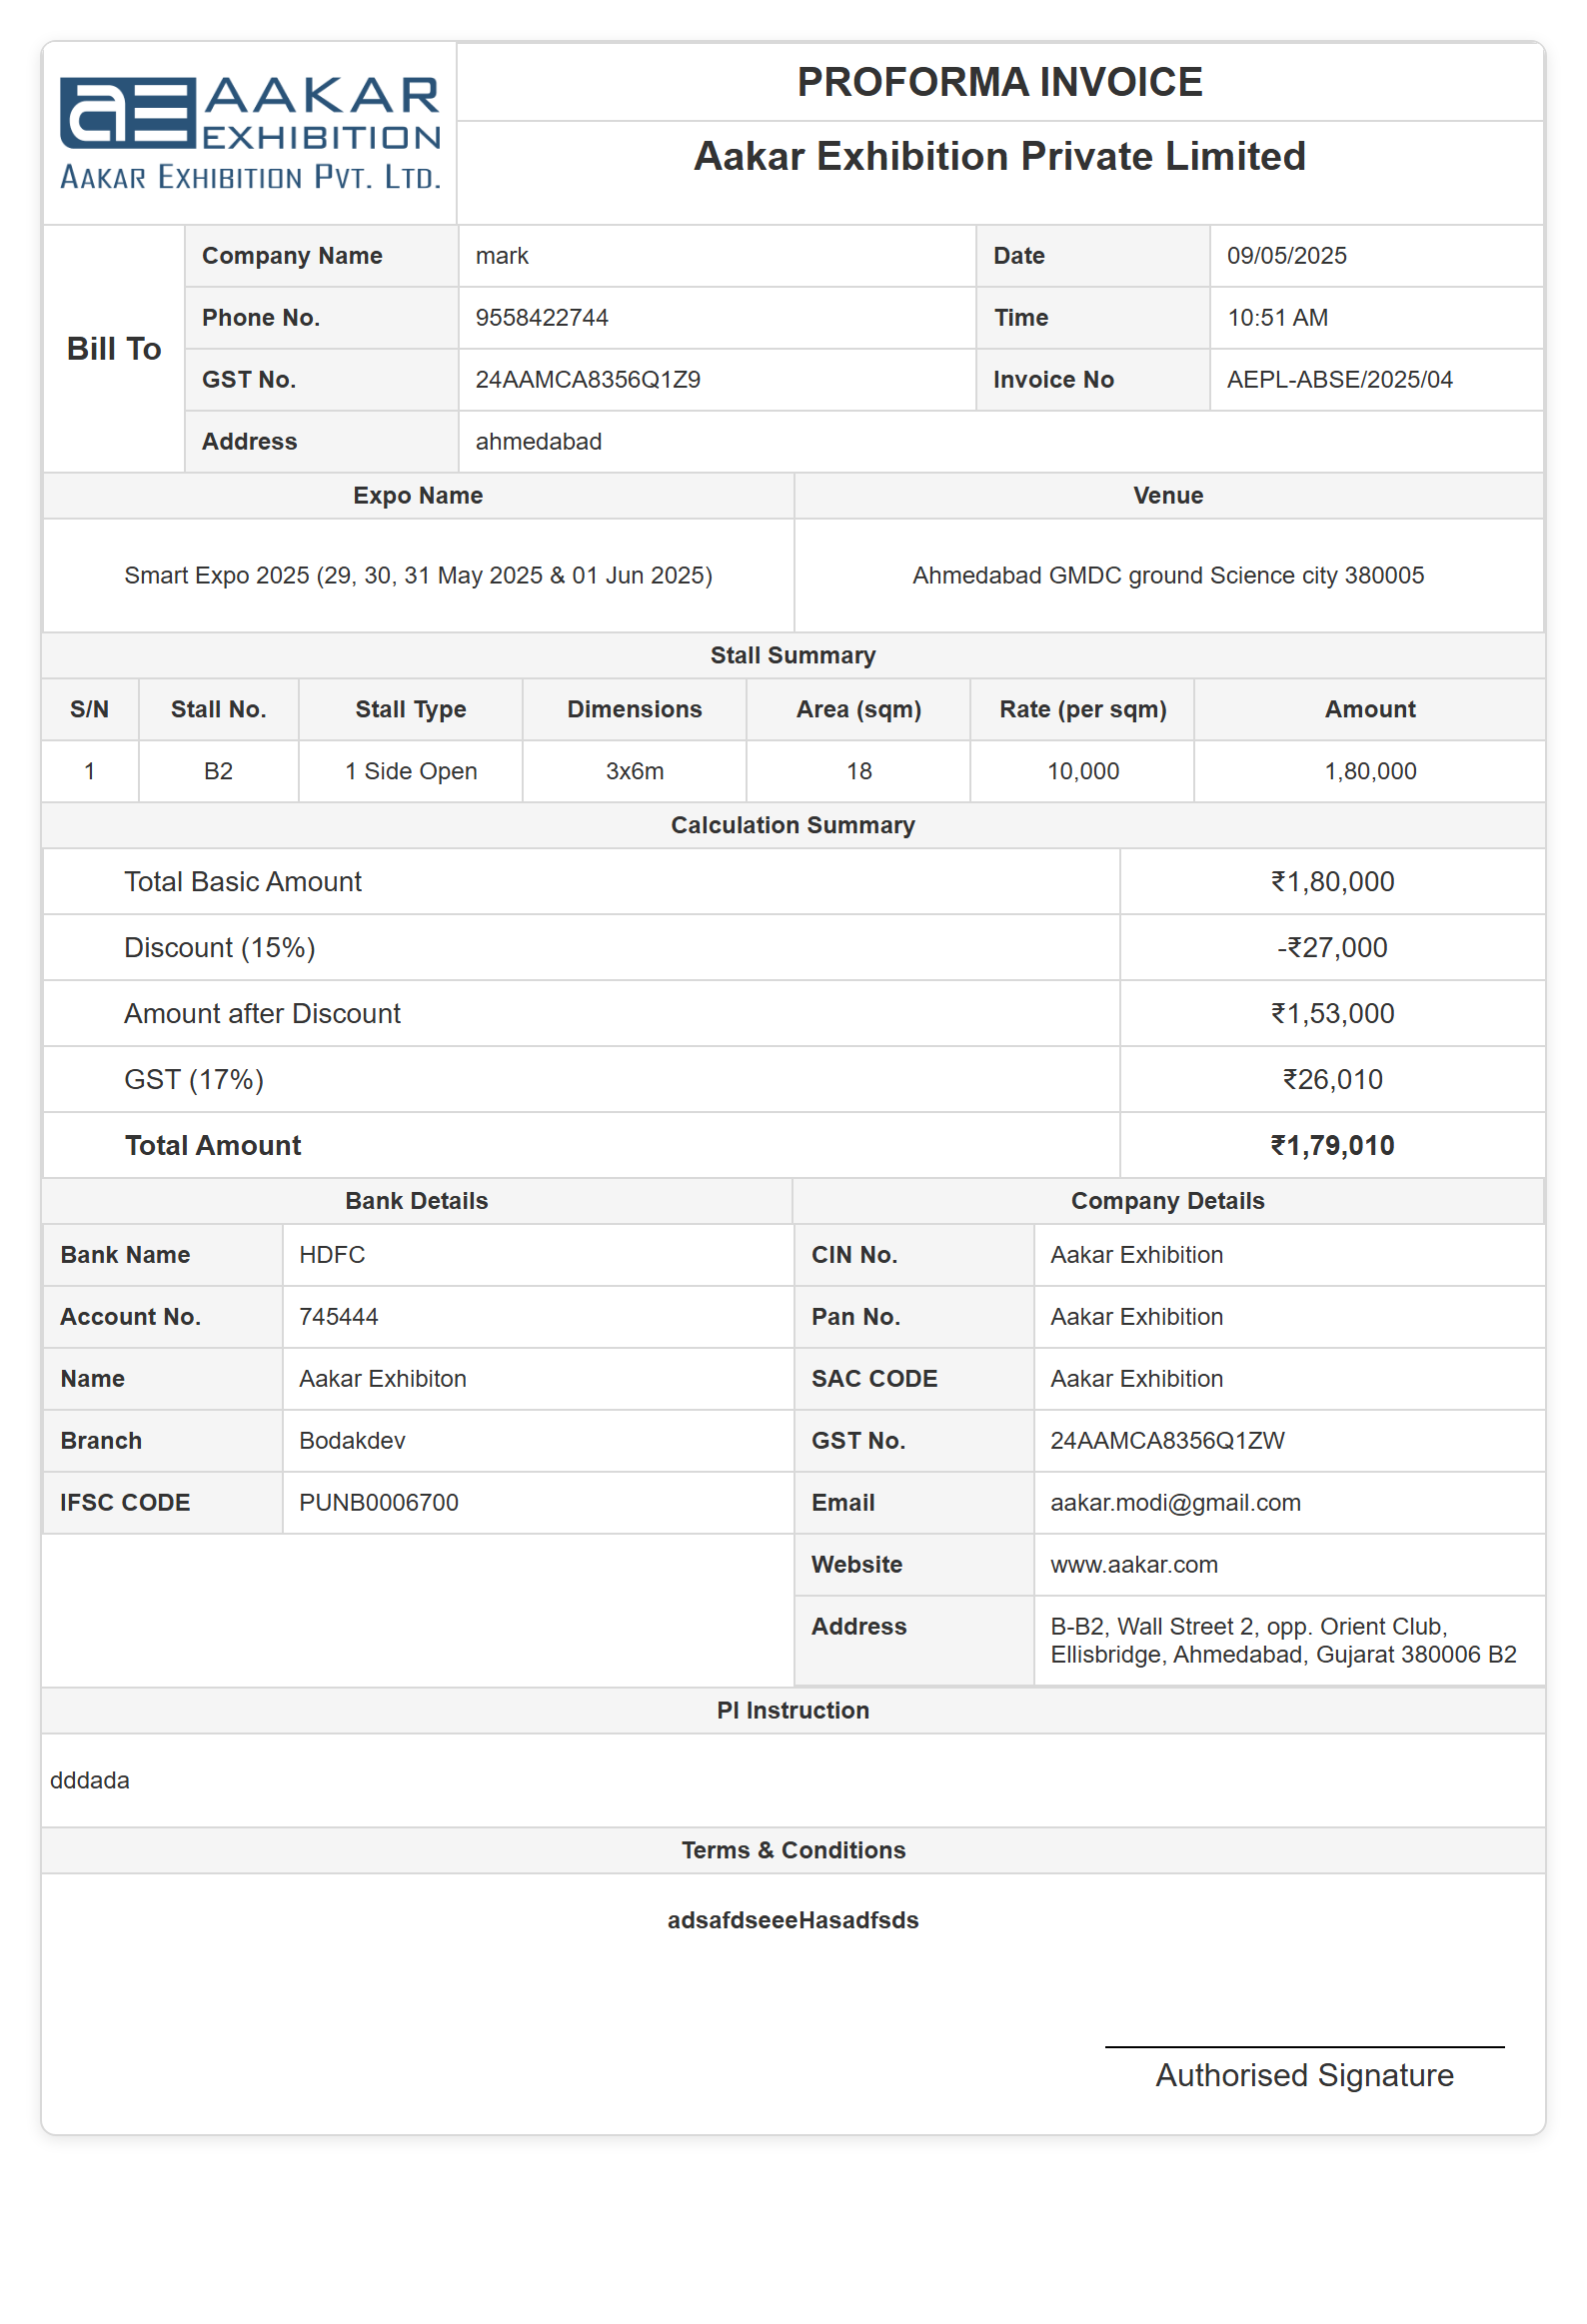 AAKAR
EXHIBITION
AAKAR EXHIBITION PVT. LTD.
PROFORMA INVOICE
Aakar Exhibition Private Limited
Bill To
Company Name mark Date 09/05/2025
Phone No. 9558422744 Time 10:51 AM
GST No. 24AAMCA8356Q1Z9 Invoice No AEPL-ABSE/2025/04
Address ahmedabad
Expo Name Venue
Smart Expo 2025 (29, 30, 31 May 2025 & 01 Jun 2025) Ahmedabad GMDC ground Science city 380005
Stall Summary
S/N Stall No. Stall Type Dimensions Area (sqm) Rate (per sqm) Amount
1 B2 1 Side Open 3x6m 18 10,000 1,80,000
Calculation Summary
Total Basic Amount ₹1,80,000
Discount (15%) -₹27,000
Amount after Discount ₹1,53,000
GST (17%) ₹26,010
Total Amount ₹1,79,010
Bank Details Company Details
Bank Name HDFC CIN No. Aakar Exhibition
Account No. 745444 Pan No. Aakar Exhibition
Name Aakar Exhibiton SAC CODE Aakar Exhibition
Branch Bodakdev GST No. 24AAMCA8356Q1ZW
IFSC CODE PUNB0006700 Email aakar.modi@gmail.com
Website www.aakar.com
Address B-B2, Wall Street 2, opp. Orient Club,
Ellisbridge, Ahmedabad, Gujarat 380006 B2
PI Instruction
dddada
Terms & Conditions
adsafdseeeHasadfsds
Authorised Signature